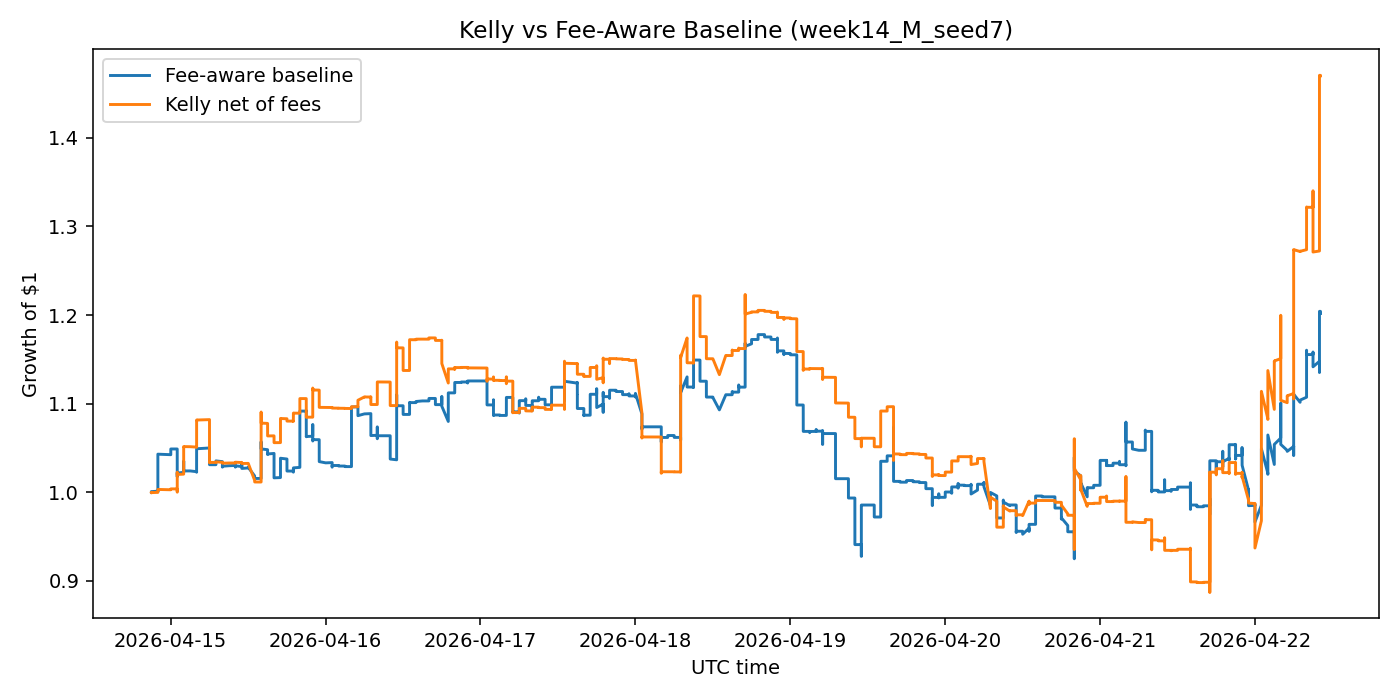 Kelly vs Fee-Aware Baseline (week14_M_seed7)
Fee-aware baseline
Kelly net of fees
Growth of $1
1.4
1.3
1.2
1.1
1.0
0.9
2026-04-15 2026-04-16 2026-04-17 2026-04-18 2026-04-19 2026-04-20 2026-04-21 2026-04-22
UTC time